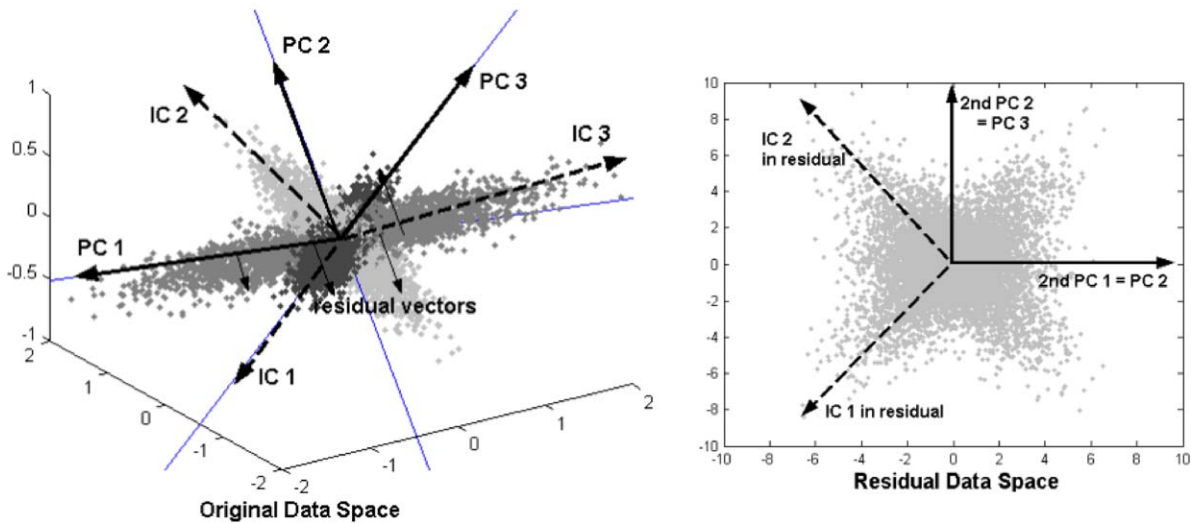 PC 2
PC 3
IC 2
IC 3
PC 1
residual vectors
IC 1
1
0.5
0
-0.5
-1
2
1
0
-1
-2
-2
-1
0
1
2
Original Data Space
10
8
6
4
2
0
-2
-4
-6
-8
-10
2nd PC 2
= PC 3
IC 2
in residual
2nd PC 1 = PC 2
IC 1 in residual
-10
-8
-6
-4
-2
0
2
4
6
8
10
Residual Data Space